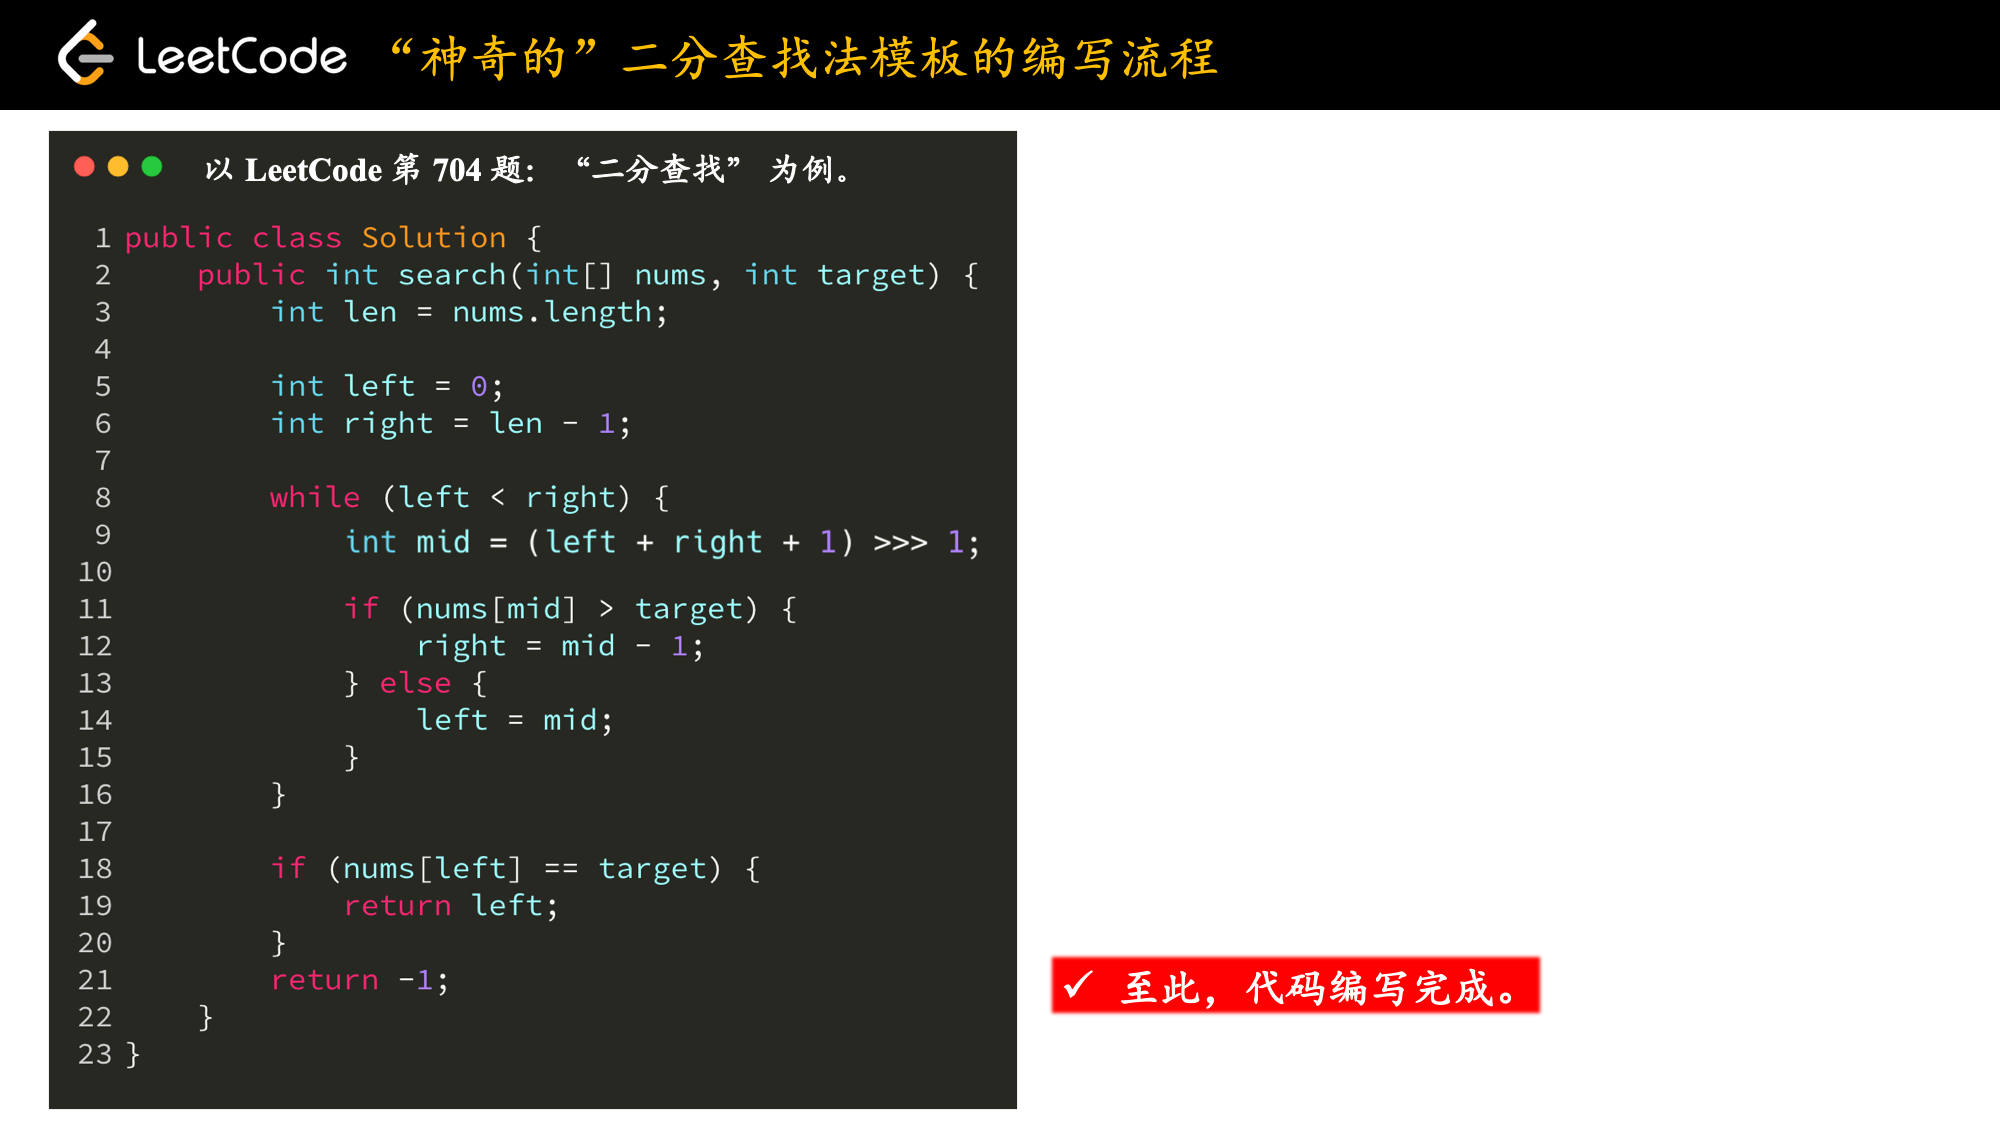 LeetCode “神奇的”二分查找法模板的编写流程
以 LeetCode 第 704 题：“二分查找” 为例。
1 public class Solution {
2     public int search(int[] nums, int target) {
3         int len = nums.length;
4
5         int left = 0;
6         int right = len - 1;
7
8         while (left < right) {
9             int mid = (left + right + 1) >>> 1;
10
11             if (nums[mid] > target) {
12                 right = mid - 1;
13             } else {
14                 left = mid;
15             }
16         }
17
18         if (nums[left] == target) {
19             return left;
20         }
21         return -1;
22     }
23 }
✓ 至此，代码编写完成。